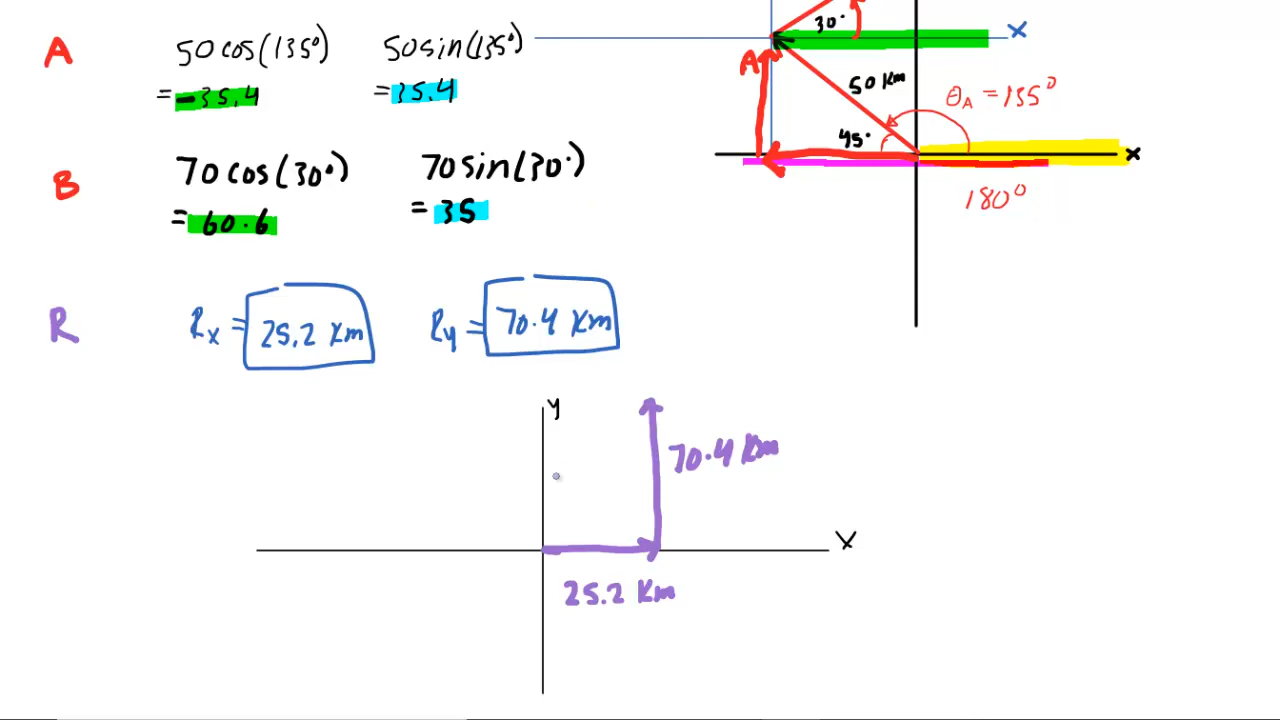 30°
x
A 50cos(135°) 50sin(135°)
= -35.4 = 35.4
A
50 Km
θA = 135°
45°
x
180°
B 70cos(30°) 70sin(30°)
= 60.6 = 35
R Rx = 25.2 Km Ry = 70.4 Km
y
70.4 Km
x
25.2 Km